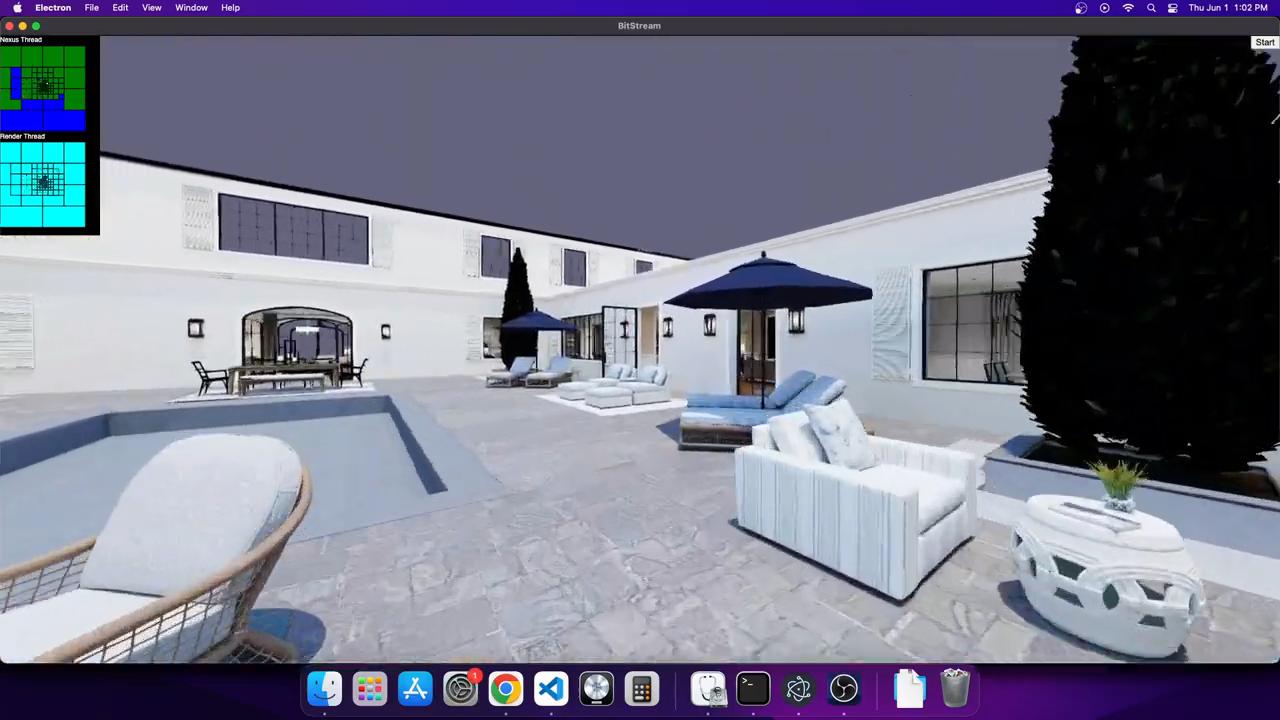 Electron File Edit View Window Help Thu Jun 1 1:02 PM
BitStream
Nexus Thread
Start
Render Thread
1
>_